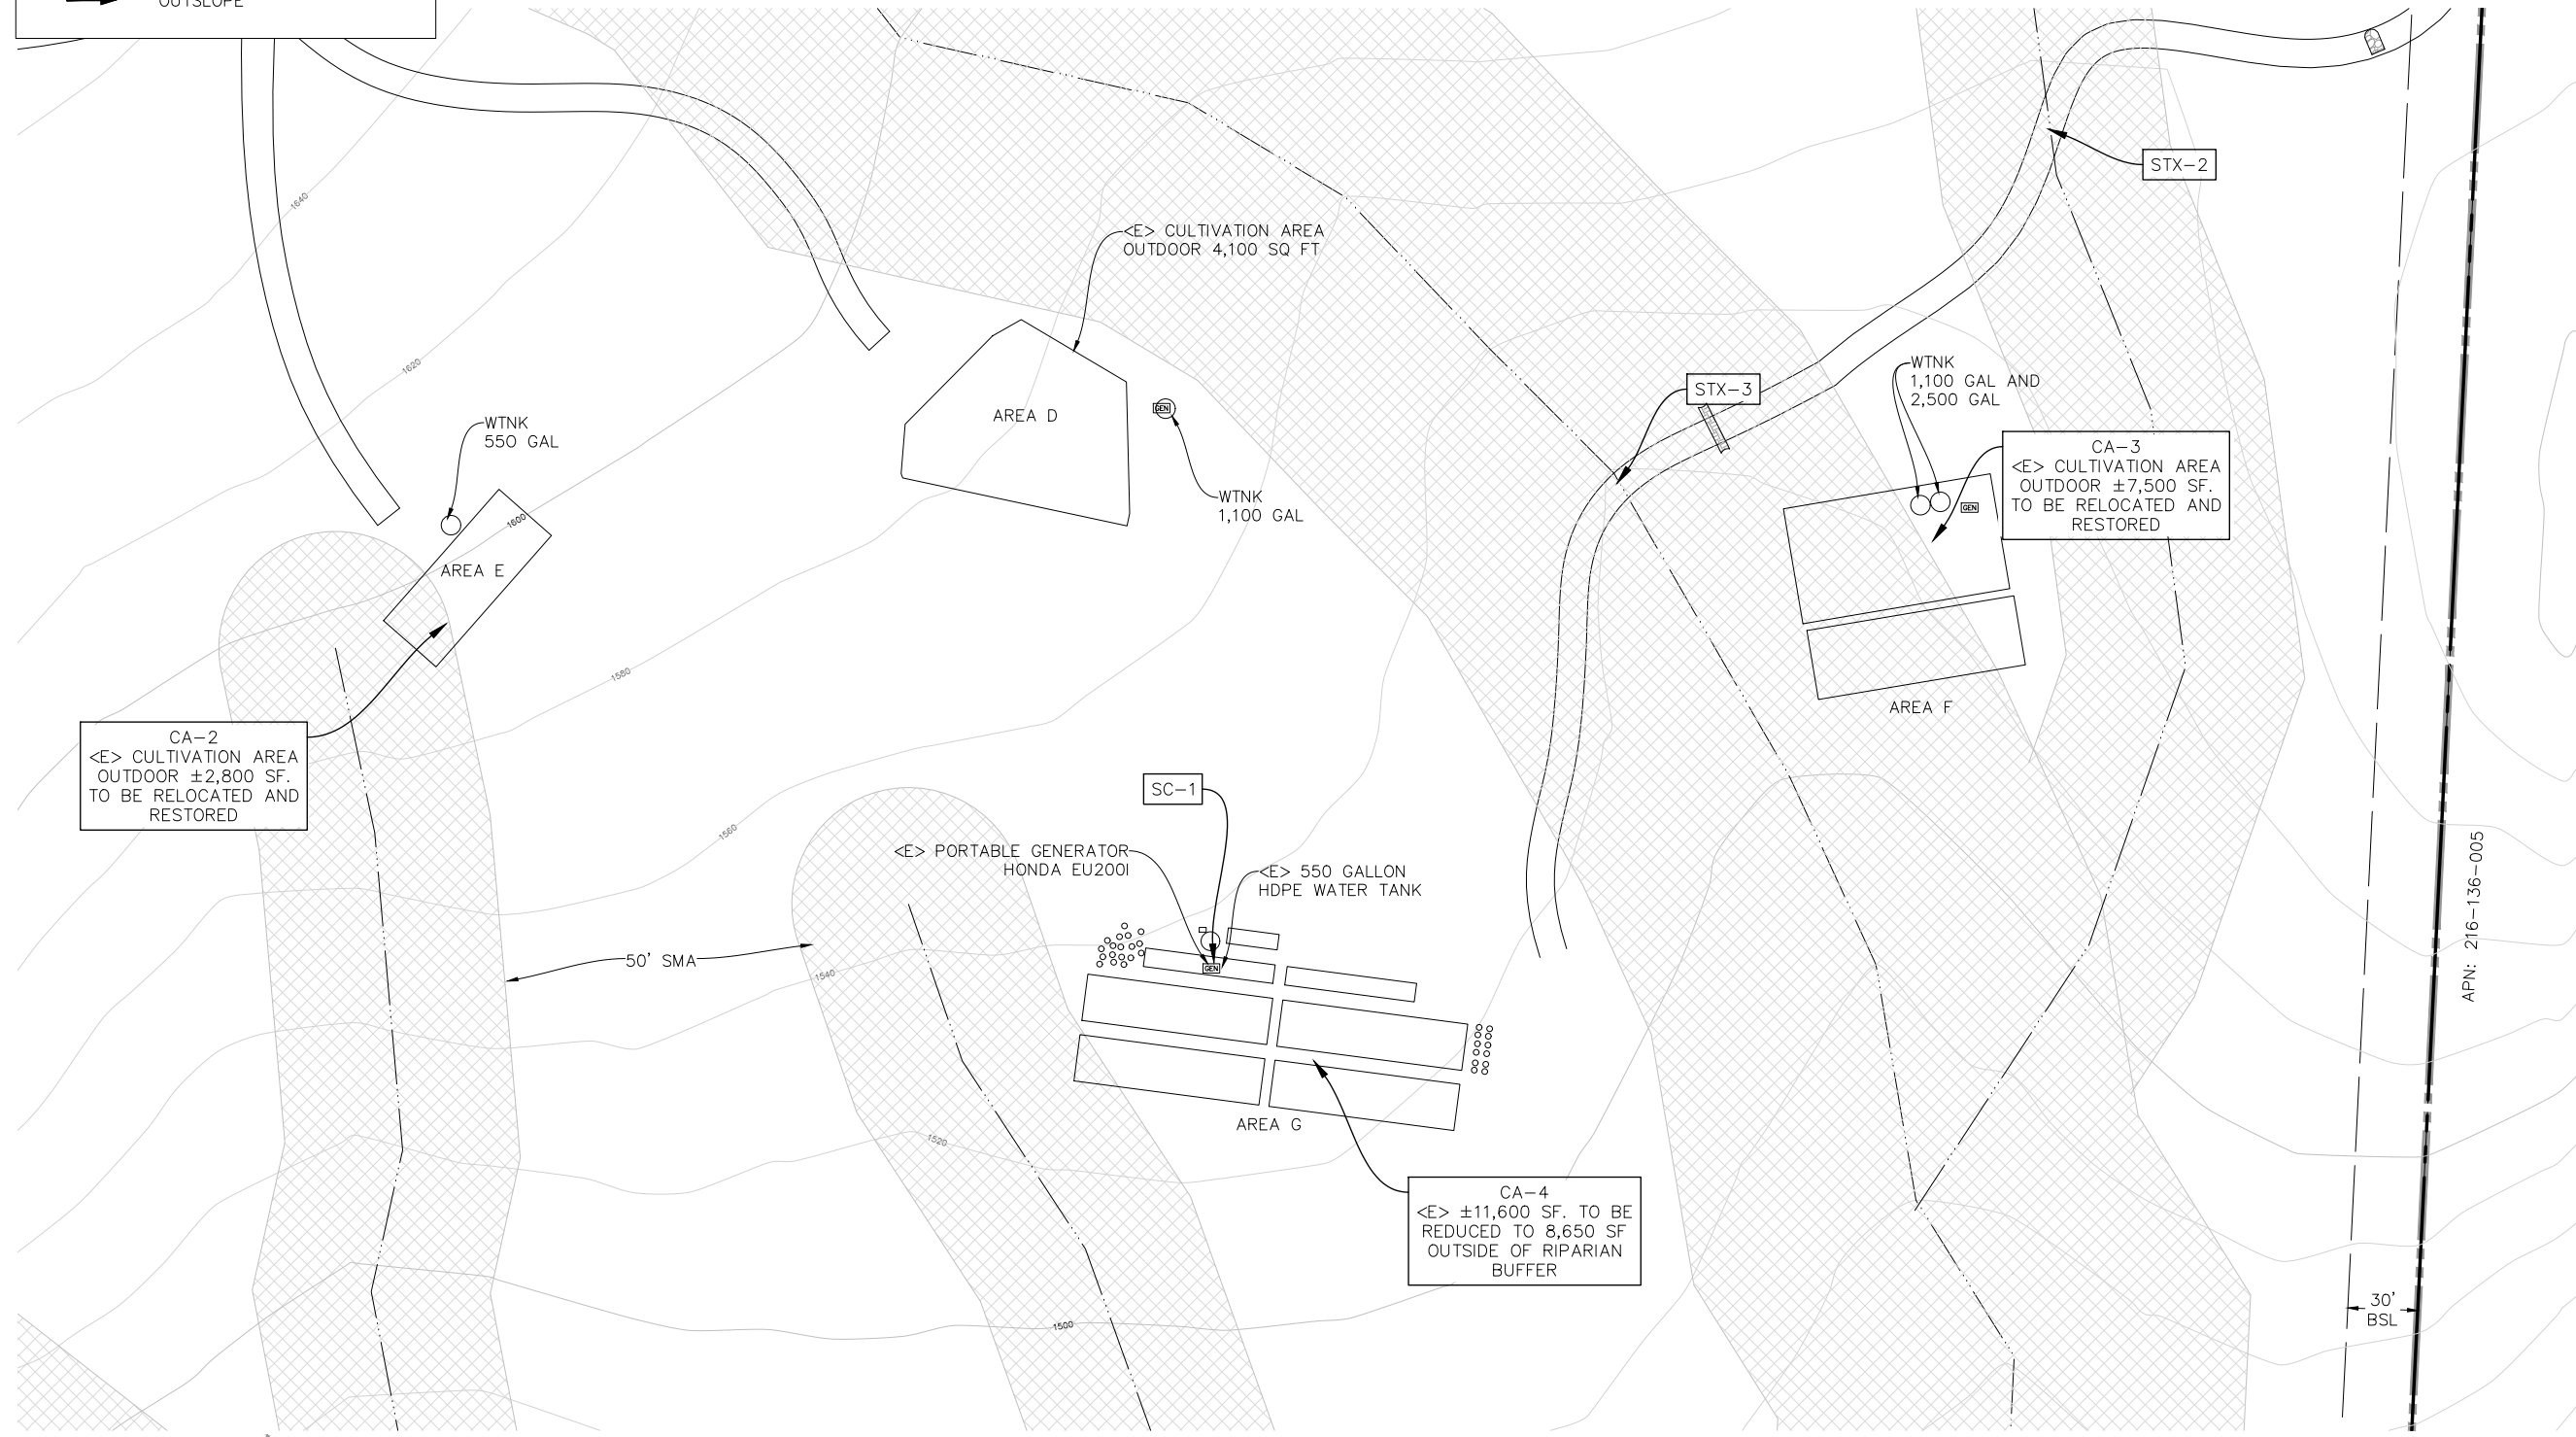 OUTSLOPE
STX-2
<E> CULTIVATION AREA
OUTDOOR 4,100 SQ FT
1640
1620
WTNK
550 GAL
AREA D
GEN
WTNK
1,100 GAL
STX-3
WTNK
1,100 GAL AND
2,500 GAL
GEN
CA-3
<E> CULTIVATION AREA
OUTDOOR ±7,500 SF.
TO BE RELOCATED AND
RESTORED
1600
AREA E
1580
AREA F
CA-2
<E> CULTIVATION AREA
OUTDOOR ±2,800 SF.
TO BE RELOCATED AND
RESTORED
SC-1
1560
<E> PORTABLE GENERATOR
HONDA EU200I
<E> 550 GALLON
HDPE WATER TANK
APN: 216-136-005
50' SMA
1540
GEN
AREA G
1520
CA-4
<E> ±11,600 SF. TO BE
REDUCED TO 8,650 SF
OUTSIDE OF RIPARIAN
BUFFER
1500
30'
BSL